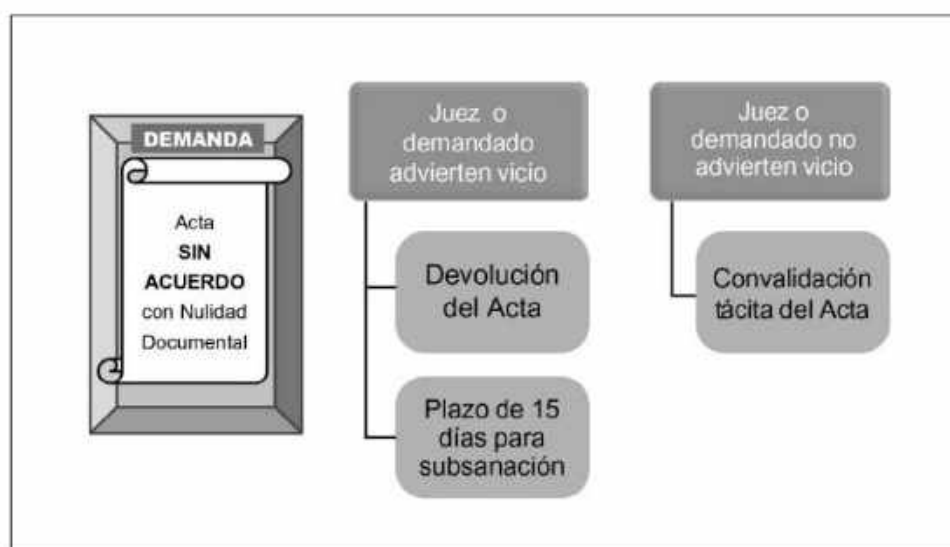 DEMANDA
Acta
SIN
ACUERDO
con Nulidad
Documental
Juez o
demandado
advierten vicio
Devolución
del Acta
Plazo de 15
días para
subsanación
Juez o
demandado no
advierten vicio
Convalidación
tácita del Acta